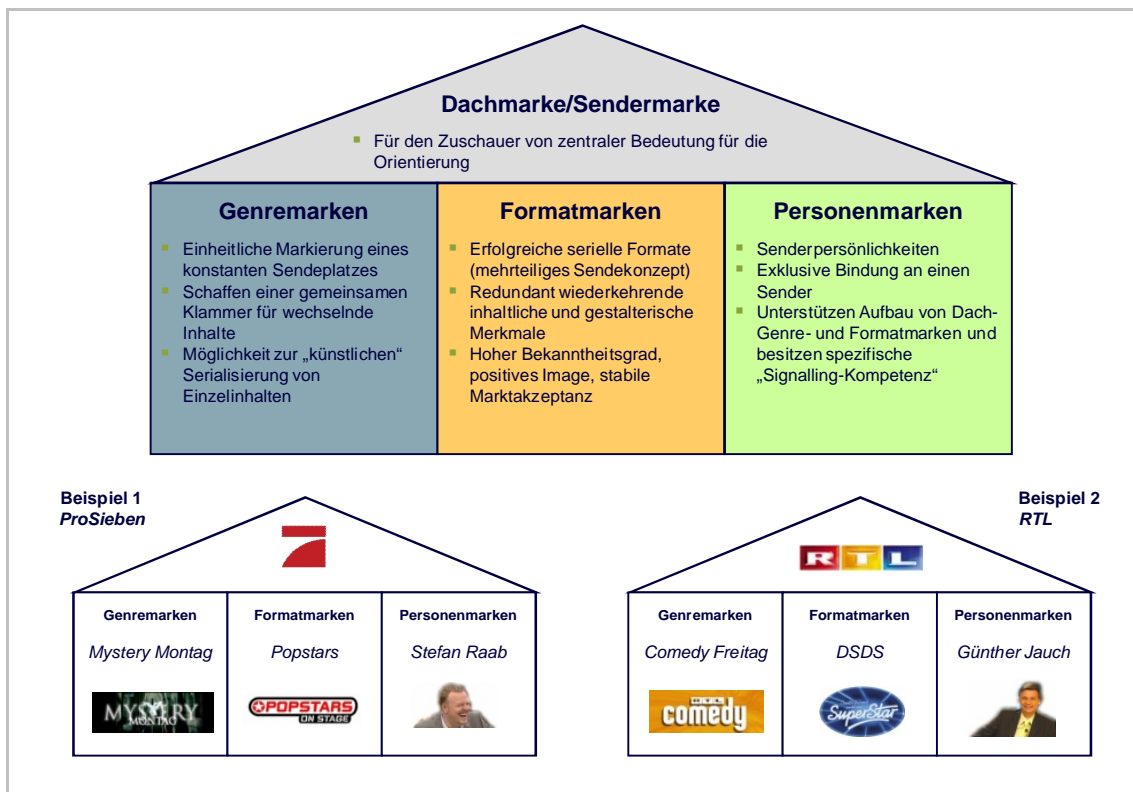 Dachmarke/Sendermarke
Für den Zuschauer von zentraler Bedeutung für die
Orientierung
Genremarken
Einheitliche Markierung eines
konstanten Sendeplatzes
Schaffen einer gemeinsamen
Klammer für wechselnde
Inhalte
Möglichkeit zur „künstlichen“
Serialisierung von
Einzelinhalten
Formatmarken
Erfolgreiche serielle Formate
(mehrteiliges Sendekonzept)
Redundant wiederkehrende
inhaltliche und gestalterische
Merkmale
Hoher Bekanntheitsgrad,
positives Image, stabile
Marktakzeptanz
Personenmarken
Senderpersönlichkeiten
Exklusive Bindung an einen
Sender
Unterstützen Aufbau von Dach-
Genre- und Formatmarken und
besitzen spezifische
„Signalling-Kompetenz“
Beispiel 1
ProSieben
Genremarken
Formatmarken
Personenmarken
Mystery Montag
Popstars
Stefan Raab
MYSTERY
MONTAG
POPSTARS
ON STAGE
Beispiel 2
RTL
RTL
Genremarken
Formatmarken
Personenmarken
Comedy Freitag
DSDS
Günther Jauch
RTL
comedy
SuperStar